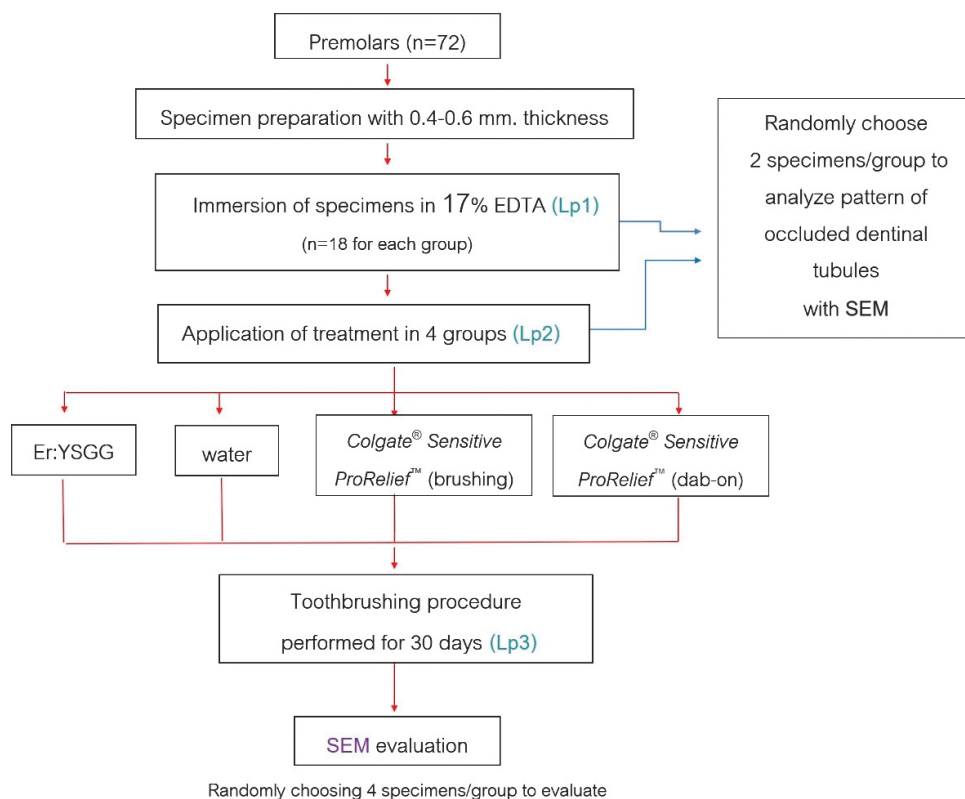 Premolars (n=72)
Specimen preparation with 0.4-0.6 mm. thickness
Immersion of specimens in 17% EDTA (Lp1)
(n=18 for each group)
Randomly choose
2 specimens/group to
analyze pattern of
occluded dentinal
tubules
with SEM
Application of treatment in 4 groups (Lp2)
Er:YSGG
water
Colgate® Sensitive
ProRelief™ (brushing)
Colgate® Sensitive
ProRelief™ (dab-on)
Toothbrushing procedure
performed for 30 days (Lp3)
SEM evaluation
Randomly choosing 4 specimens/group to evaluate